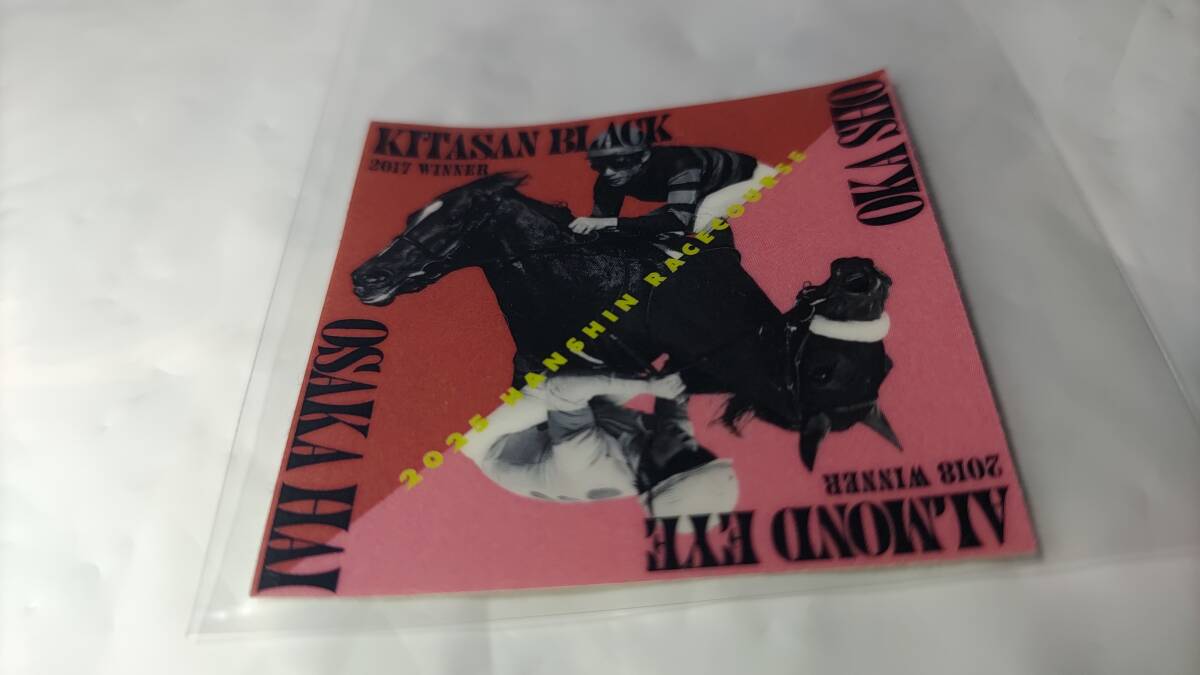 KITASAN BLACK
2017 WINNER
OSAKA HAI
2025 HANSHIN RACECOURSE
OKA SHO
ALMOND EYE
2018 WINNER